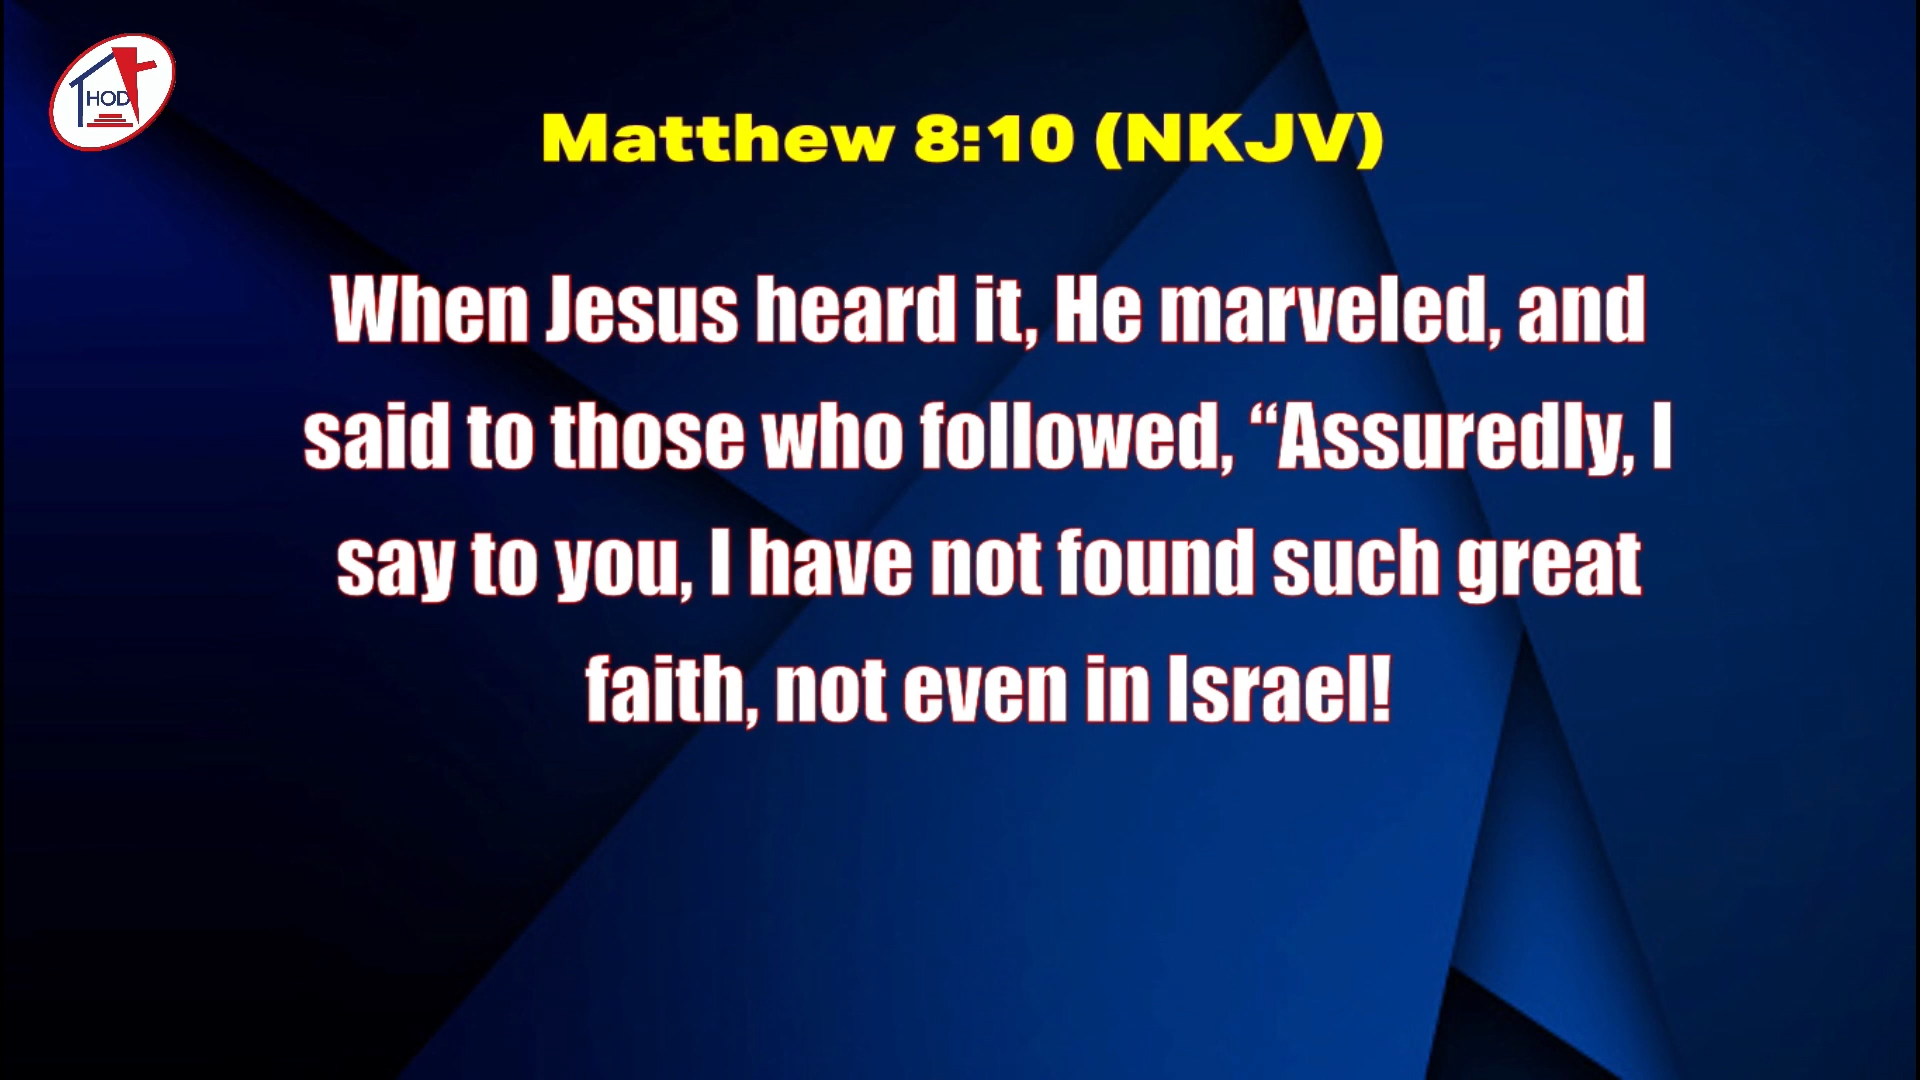 HOD
Matthew 8:10 (NKJV)
When Jesus heard it, He marveled, and
said to those who followed, “Assuredly, I
say to you, I have not found such great
faith, not even in Israel!